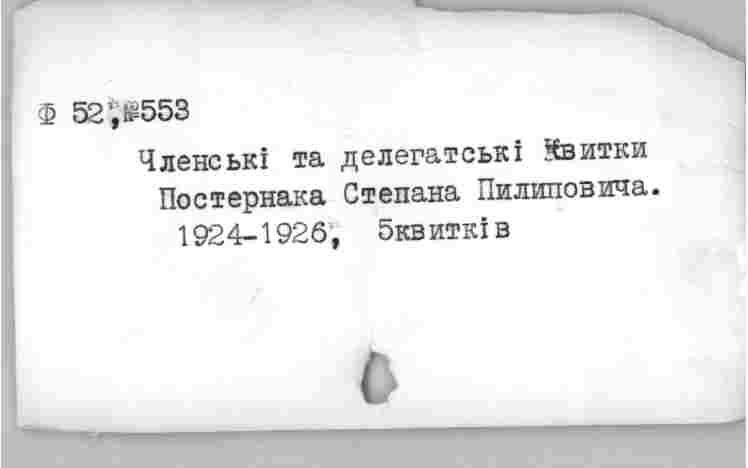 Ф 52,№553
Членські та делегатські Квитки
Постернака Степана Пилиповича.
1924-1926, 5квитків